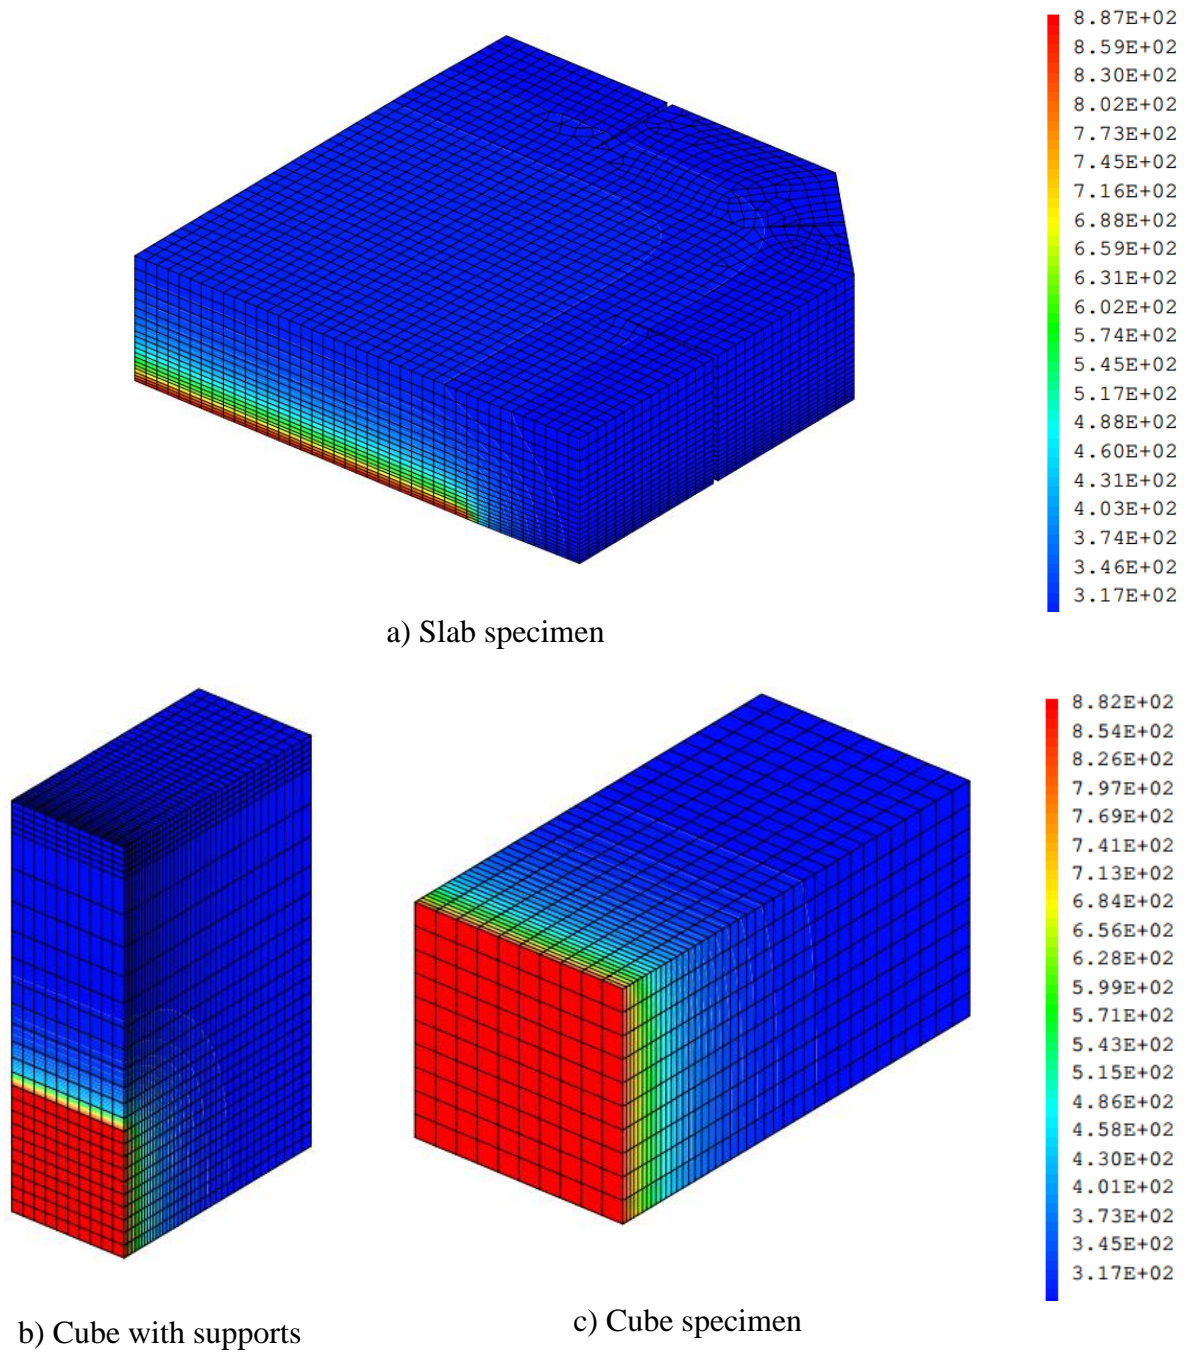 8.87E+02
8.59E+02
8.30E+02
8.02E+02
7.73E+02
7.45E+02
7.16E+02
6.88E+02
6.59E+02
6.31E+02
6.02E+02
5.74E+02
5.45E+02
5.17E+02
4.88E+02
4.60E+02
4.31E+02
4.03E+02
3.74E+02
3.46E+02
3.17E+02
a) Slab specimen
8.82E+02
8.54E+02
8.26E+02
7.97E+02
7.69E+02
7.41E+02
7.13E+02
6.84E+02
6.56E+02
6.28E+02
5.99E+02
5.71E+02
5.43E+02
5.15E+02
4.86E+02
4.58E+02
4.30E+02
4.01E+02
3.73E+02
3.45E+02
3.17E+02
b) Cube with supports
c) Cube specimen